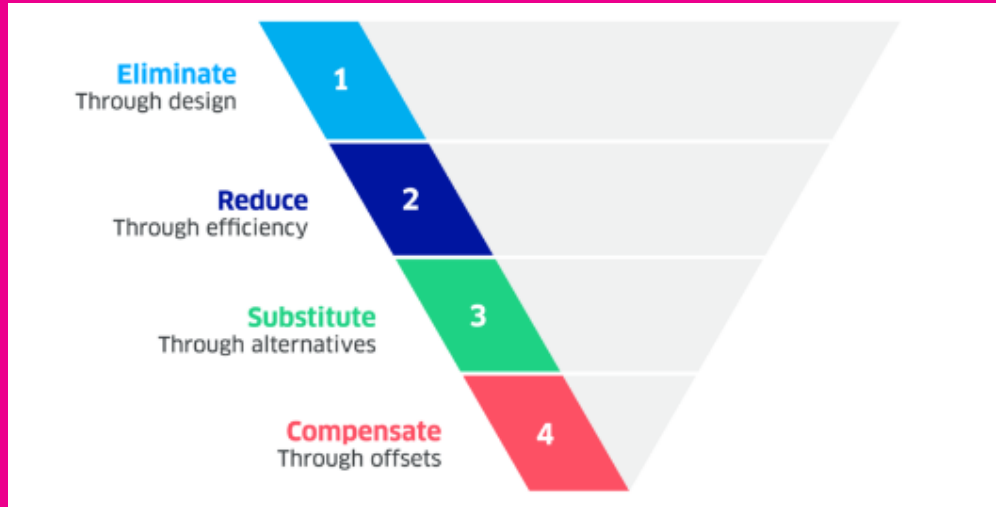 Eliminate
Through design
1
Reduce
Through efficiency
2
Substitute
Through alternatives
3
Compensate
Through offsets
4